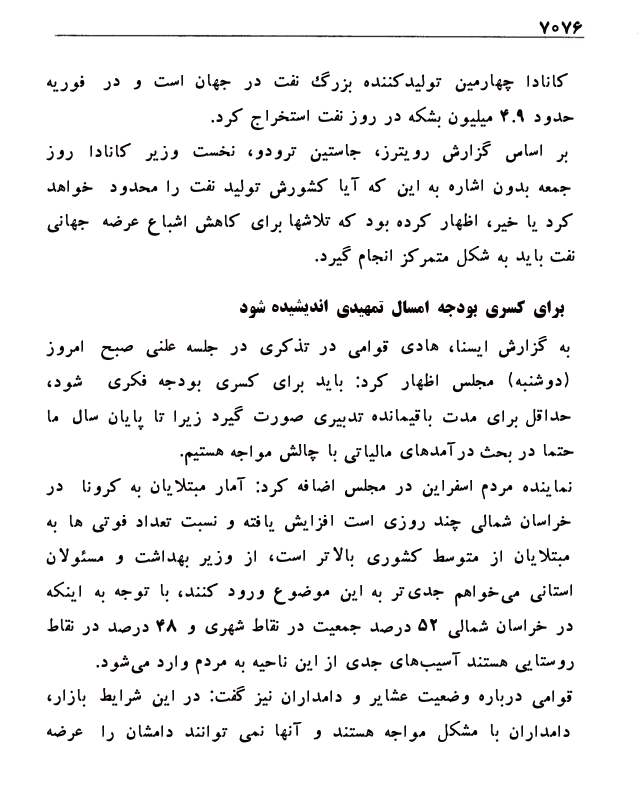 ۷۰۷۶
کانادا چهارمین تولیدکننده بزرگ نفت در جهان است و در فوریه
حدود ۴.۹ میلیون بشکه در روز نفت استخراج کرد.
بر اساس گزارش رویترز، جاستین ترودو، نخست وزیر کانادا روز
جمعه بدون اشاره به این که آیا کشورش تولید نفت را محدود خواهد
کرد یا خیر، اظهار کرده بود که تلاشها برای کاهش اشباع عرضه جهانی
نفت باید به شکل متمرکز انجام گیرد.
برای کسری بودجه امسال تمهیدی اندیشیده شود
به گزارش ایسنا، هادی قوامی در تذکری در جلسه علنی صبح امروز
(دوشنبه) مجلس اظهار کرد: باید برای کسری بودجه فکری شود،
حداقل برای مدت باقیمانده تدبیری صورت گیرد زیرا تا پایان سال ما
حتما در بحث درآمدهای مالیاتی با چالش مواجه هستیم.
نماینده مردم اسفراین در مجلس اضافه کرد: آمار مبتلایان به کرونا در
خراسان شمالی چند روزی است افزایش یافته و نسبت تعداد فوتی ها به
مبتلایان از متوسط کشوری بالاتر است، از وزیر بهداشت و مسئولان
استانی می‌خواهم جدی‌تر به این موضوع ورود کنند، با توجه به اینکه
در خراسان شمالی ۵۲ درصد جمعیت در نقاط شهری و ۴۸ درصد در نقاط
روستایی هستند آسیب‌های جدی از این ناحیه به مردم وارد می‌شود.
قوامی درباره وضعیت عشایر و دامداران نیز گفت: در این شرایط بازار،
دامداران با مشکل مواجه هستند و آنها نمی توانند دامشان را عرضه